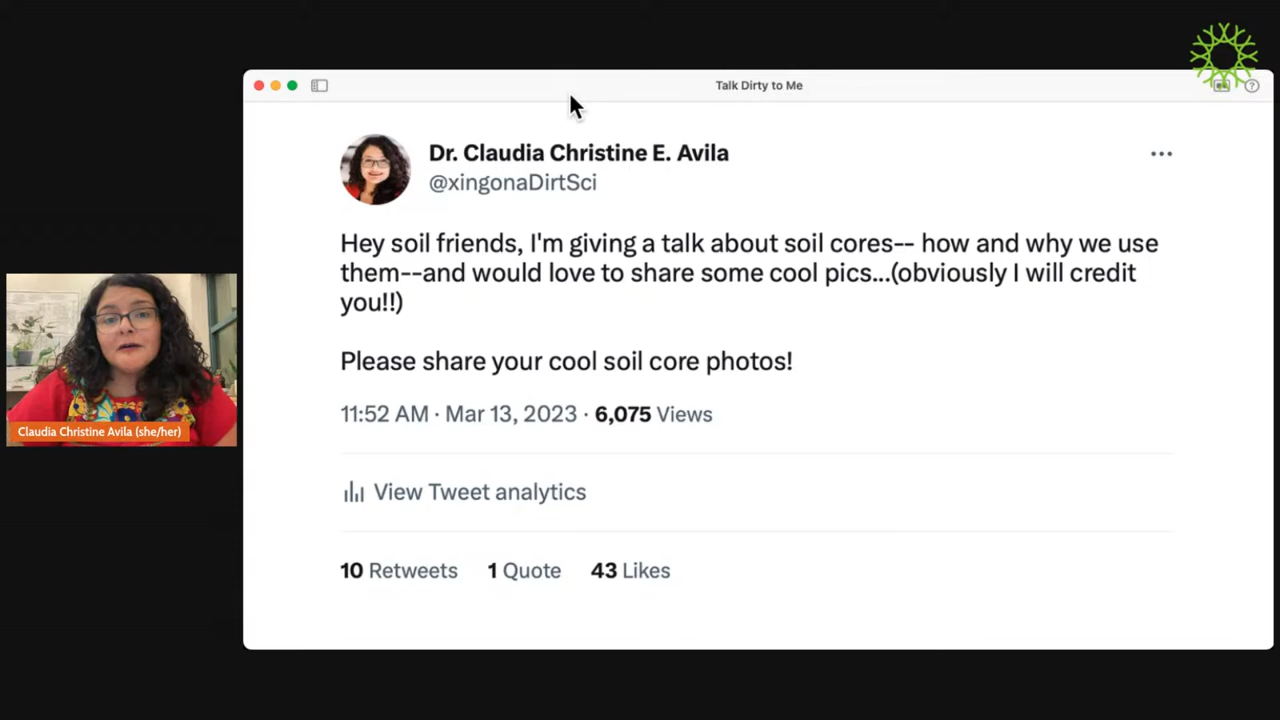 Talk Dirty to Me
Dr. Claudia Christine E. Avila
@xingonaDirtSci
Hey soil friends, I'm giving a talk about soil cores-- how and why we use
them--and would love to share some cool pics...(obviously I will credit
you!!)
Please share your cool soil core photos!
11:52 AM · Mar 13, 2023 · 6,075 Views
View Tweet analytics
10 Retweets 1 Quote 43 Likes
Claudia Christine Avila (she/her)